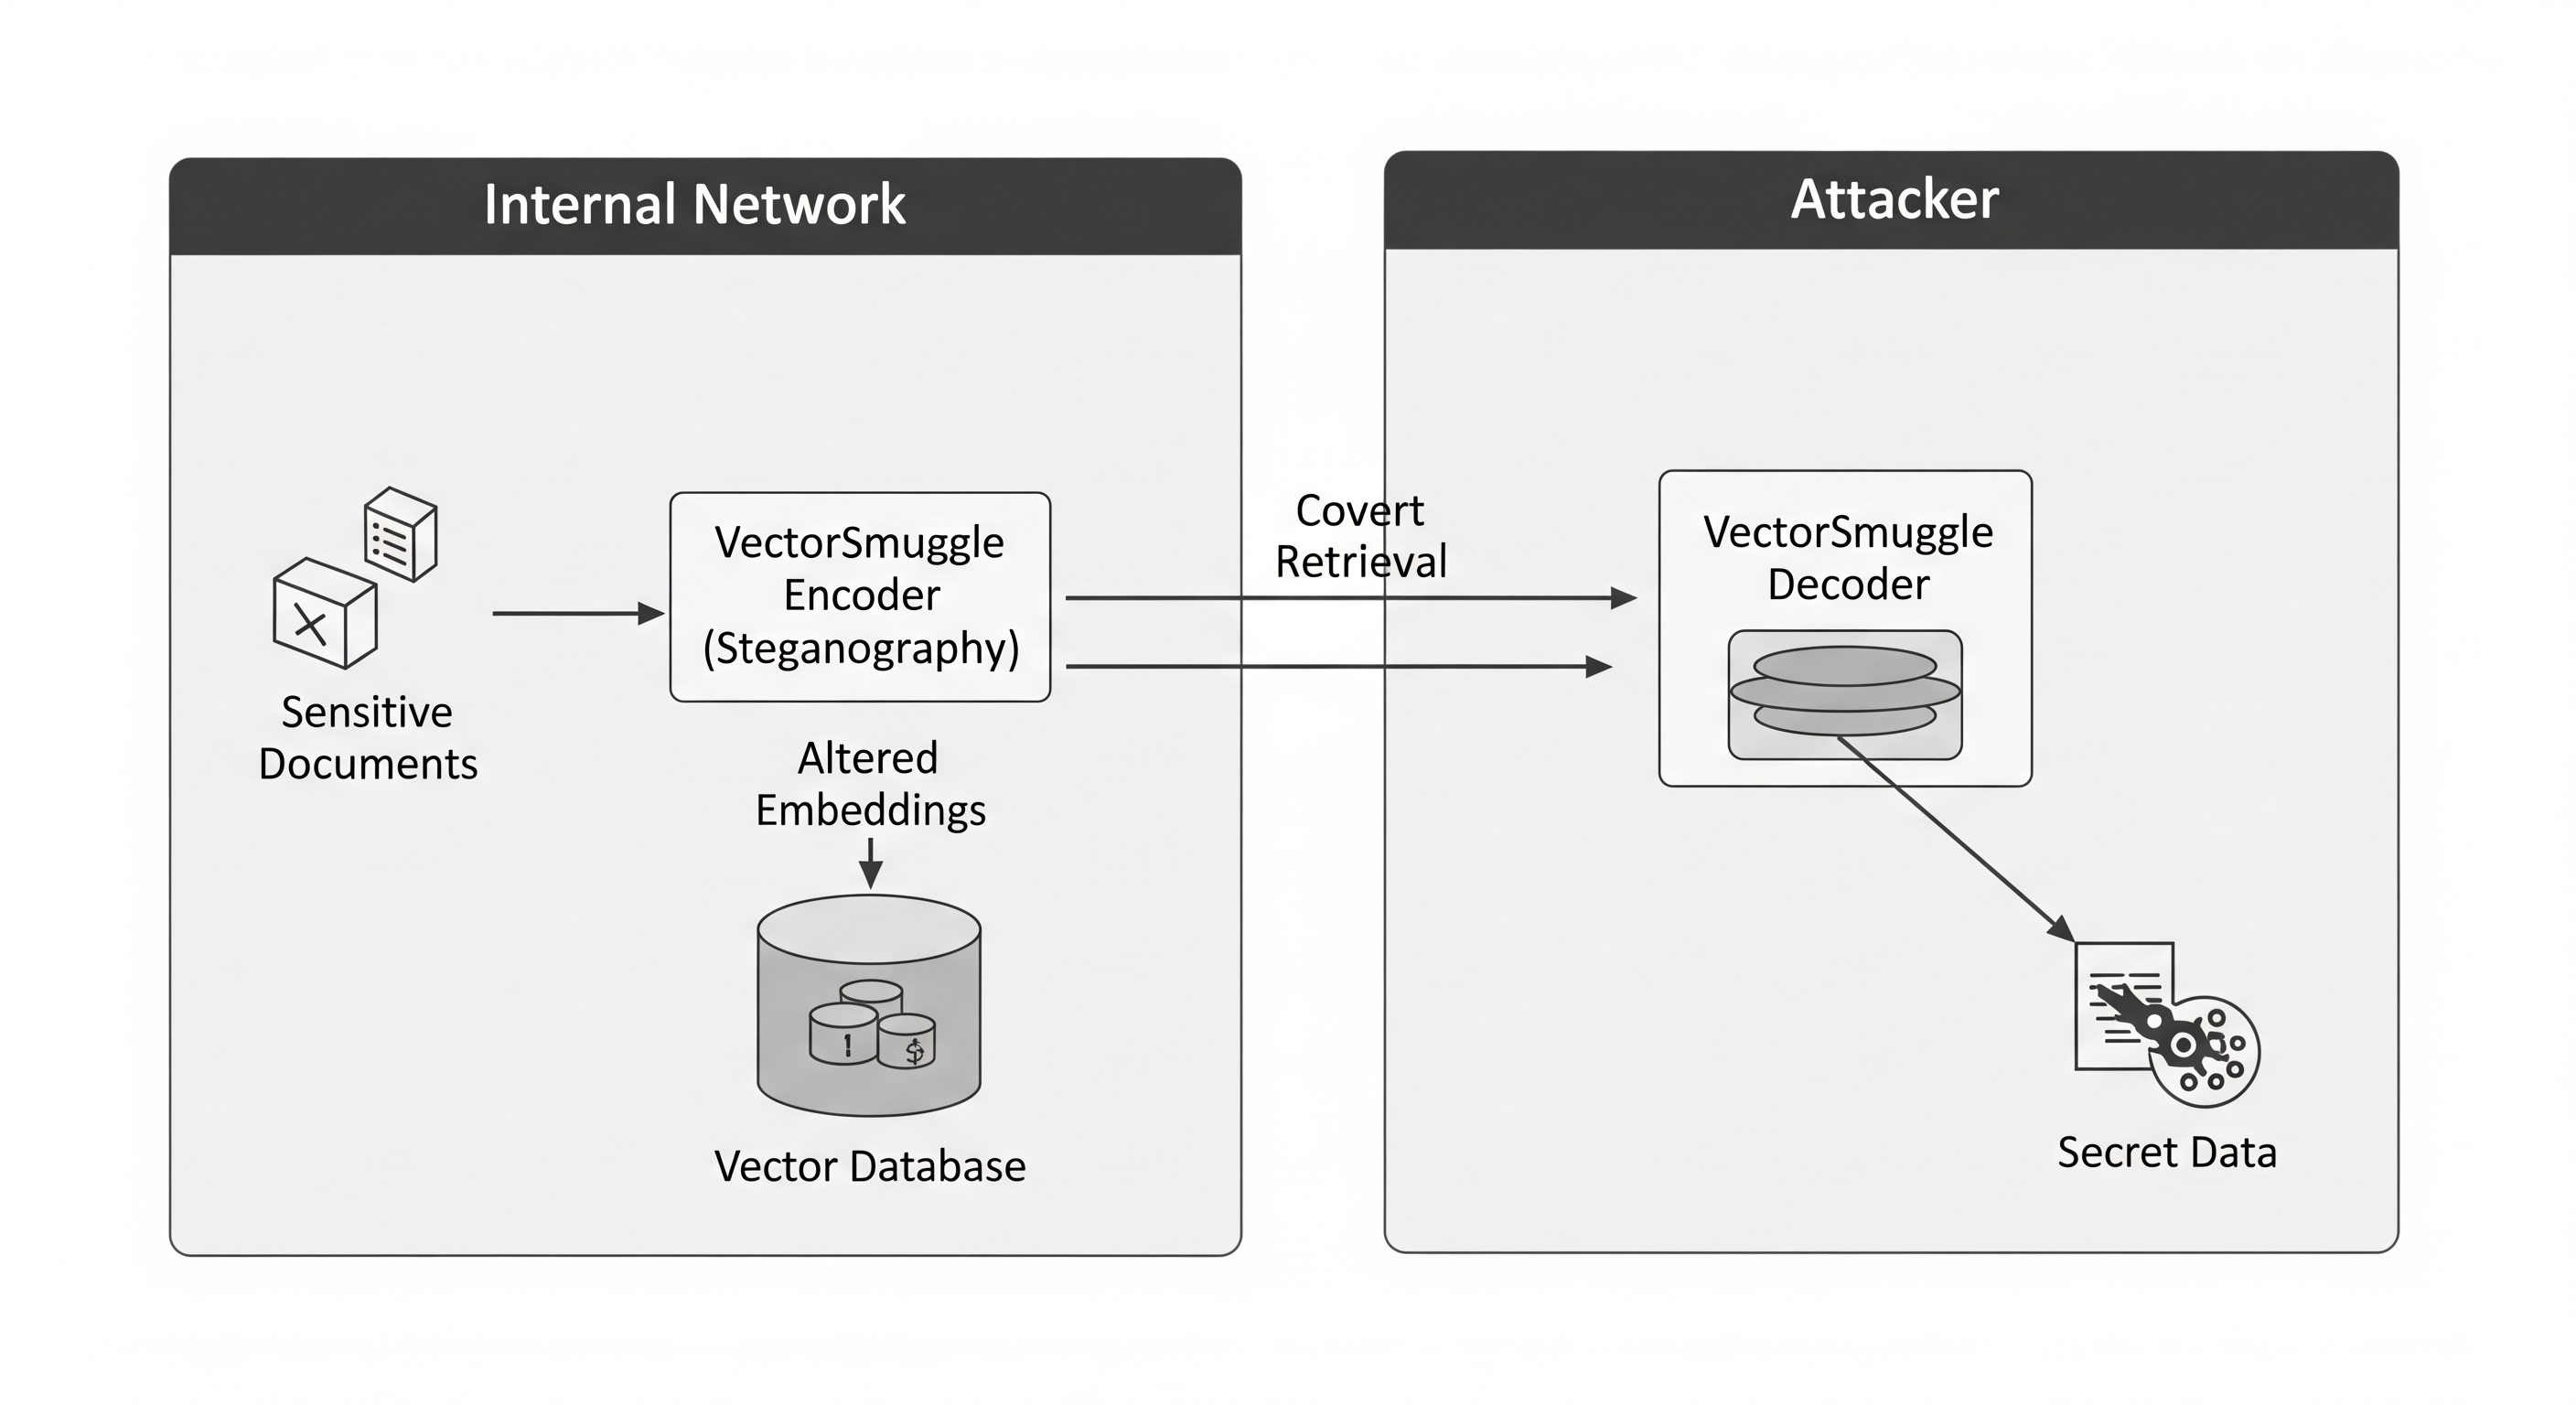 Internal Network
Sensitive
Documents
VectorSmuggle
Encoder
(Steganography)
Altered
Embeddings
!
$
Vector Database
Covert
Retrieval
Attacker
VectorSmuggle
Decoder
Secret Data